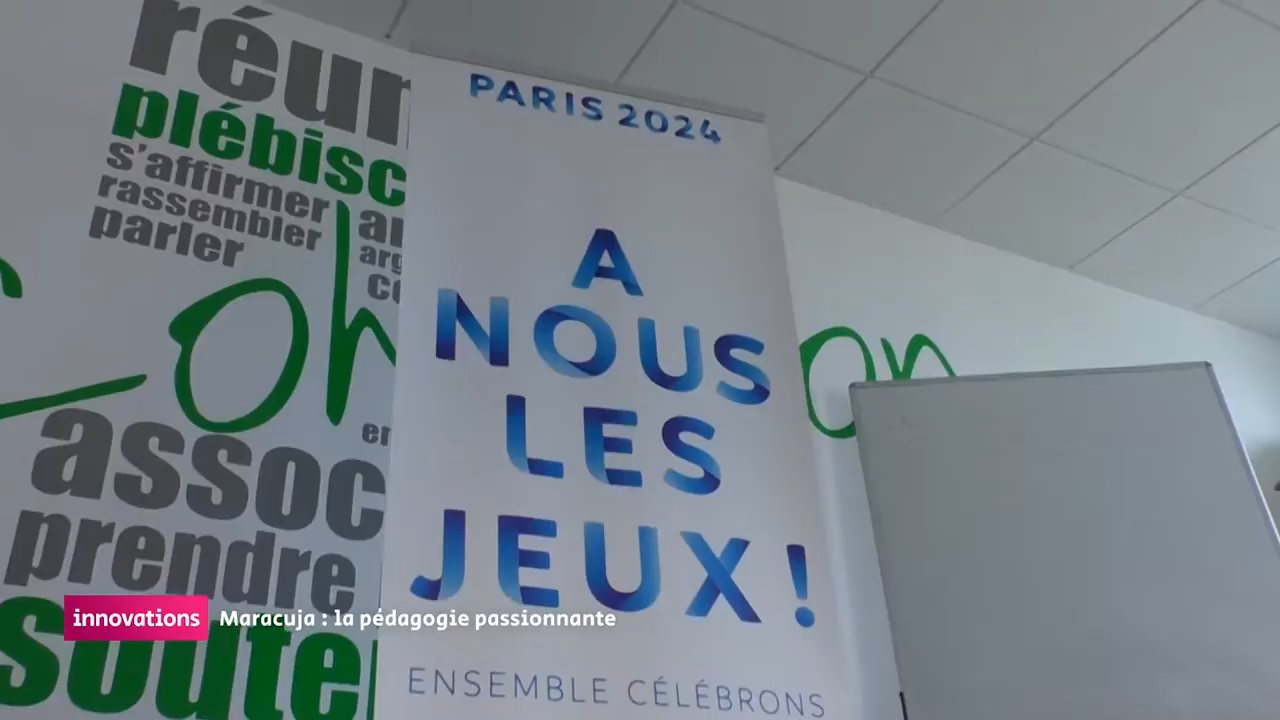 réun
plébisc
s'affirmer
rassembler
parler
PARIS 2024
A
NOUS
LES
JEUX !
ENSEMBLE CÉLÉBRONS
assoc
prendre
innovations
Maracuja : la pédagogie passionnante